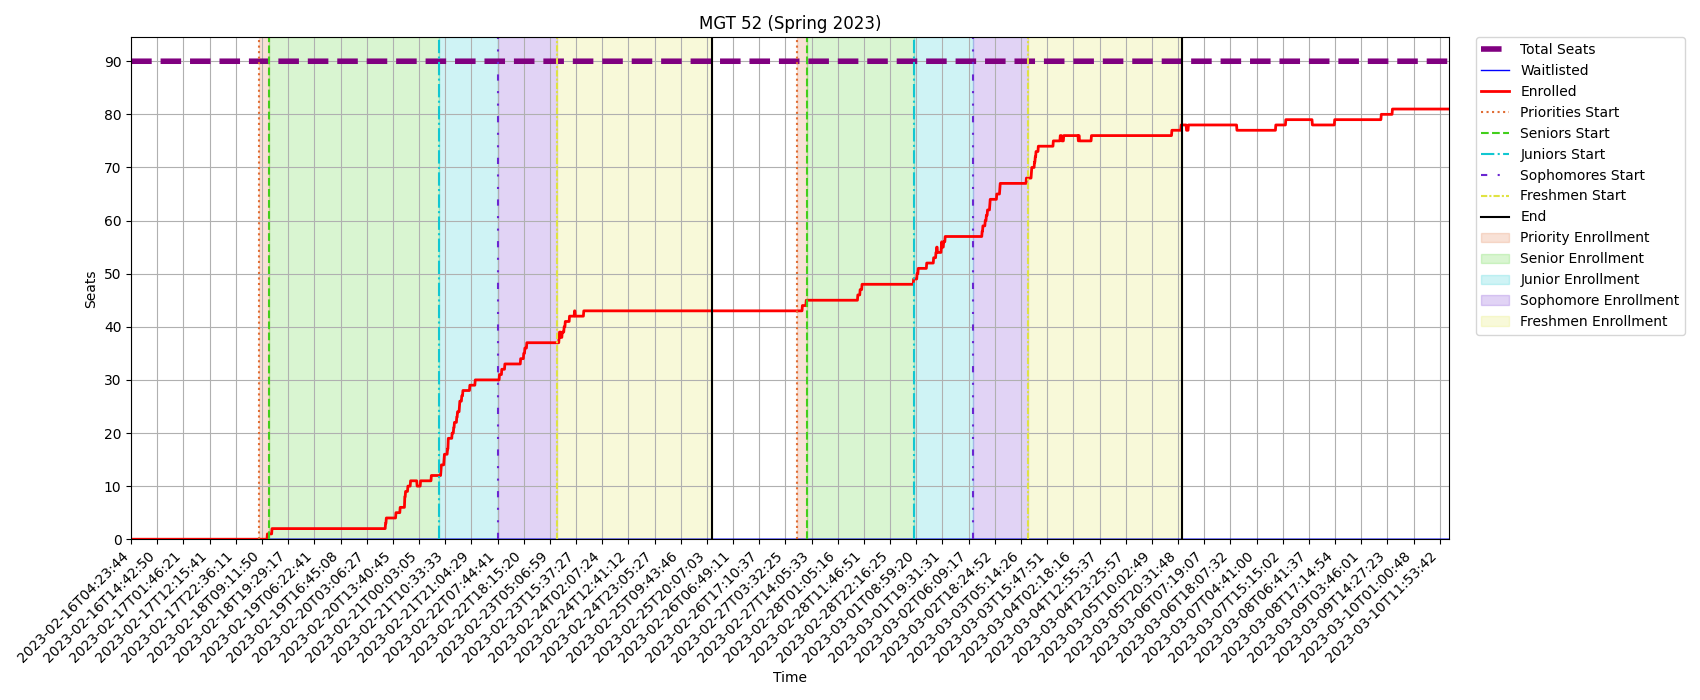 MGT 52 (Spring 2023)
Seats
90
80
70
60
50
40
30
20
10
0
2023-02-16T04:23:44
2023-02-16T14:42:50
2023-02-17T01:46:21
2023-02-17T12:15:41
2023-02-17T22:36:11
2023-02-18T09:11:50
2023-02-18T19:29:17
2023-02-19T06:22:41
2023-02-19T16:45:08
2023-02-20T03:06:27
2023-02-20T13:40:45
2023-02-21T00:03:05
2023-02-21T10:33:33
2023-02-21T21:04:29
2023-02-22T07:44:41
2023-02-22T18:15:20
2023-02-23T05:06:59
2023-02-23T15:37:27
2023-02-24T02:07:24
2023-02-24T12:41:12
2023-02-24T23:05:27
2023-02-25T09:43:46
2023-02-25T20:07:03
2023-02-26T06:49:11
2023-02-26T17:10:37
2023-02-27T03:32:25
2023-02-27T14:05:33
2023-02-28T01:05:16
2023-02-28T11:46:51
2023-02-28T22:16:25
2023-03-01T08:59:20
2023-03-01T19:31:31
2023-03-02T06:09:17
2023-03-02T18:24:52
2023-03-03T05:14:26
2023-03-03T15:47:51
2023-03-04T02:18:16
2023-03-04T12:55:37
2023-03-04T23:25:57
2023-03-05T10:02:49
2023-03-05T20:31:48
2023-03-06T07:19:07
2023-03-06T18:07:32
2023-03-07T04:41:00
2023-03-07T15:15:02
2023-03-08T06:41:37
2023-03-08T17:14:54
2023-03-09T03:46:01
2023-03-09T14:27:23
2023-03-10T01:00:48
2023-03-10T11:53:42
Time
Total Seats
Waitlisted
Enrolled
Priorities Start
Seniors Start
Juniors Start
Sophomores Start
Freshmen Start
End
Priority Enrollment
Senior Enrollment
Junior Enrollment
Sophomore Enrollment
Freshmen Enrollment